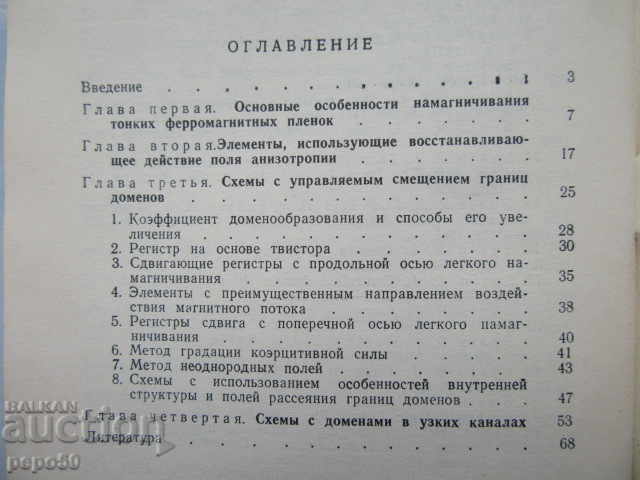 ОГЛАВЛЕНИЕ
Введение . . . . . . . . . . . . . 3
Глава первая. Основные особенности намагничивания
тонких ферромагнитных пленок . . . . . . 7
Глава вторая. Элементы, использующие восстанавливаю-
щее действие поля анизотропии . . . . . . 17
Глава третья. Схемы с управляемым смещением границ
доменов . . . . . . . . . . . . 25
1. Коэффициент доменообразования и способы его уве-
личения . . . . . . . . . . . . 28
2. Регистр на основе твистора . . . . . . . 30
3. Сдвигающие регистры с продольной осью легкого на-
магничивания . . . . . . . . . . 35
4. Элементы с преимущественным направлением воздей-
ствия магнитного потока . . . . . . . 38
5. Регистры сдвига с поперечной осью легкого намаг-
ничивания . . . . . . . . . . . 40
6. Метод градации коэрцитивной силы . . . . . 41
7. Метод неоднородных полей . . . . . . . 43
8. Схемы с использованием особенностей внутренней
структуры и полей рассеяния границ доменов . . . 47
Глава четвертая. Схемы с доменами в узких каналах 53
Литература . . . . . . . . . . . . 68
BALKAN
auction
pepo50